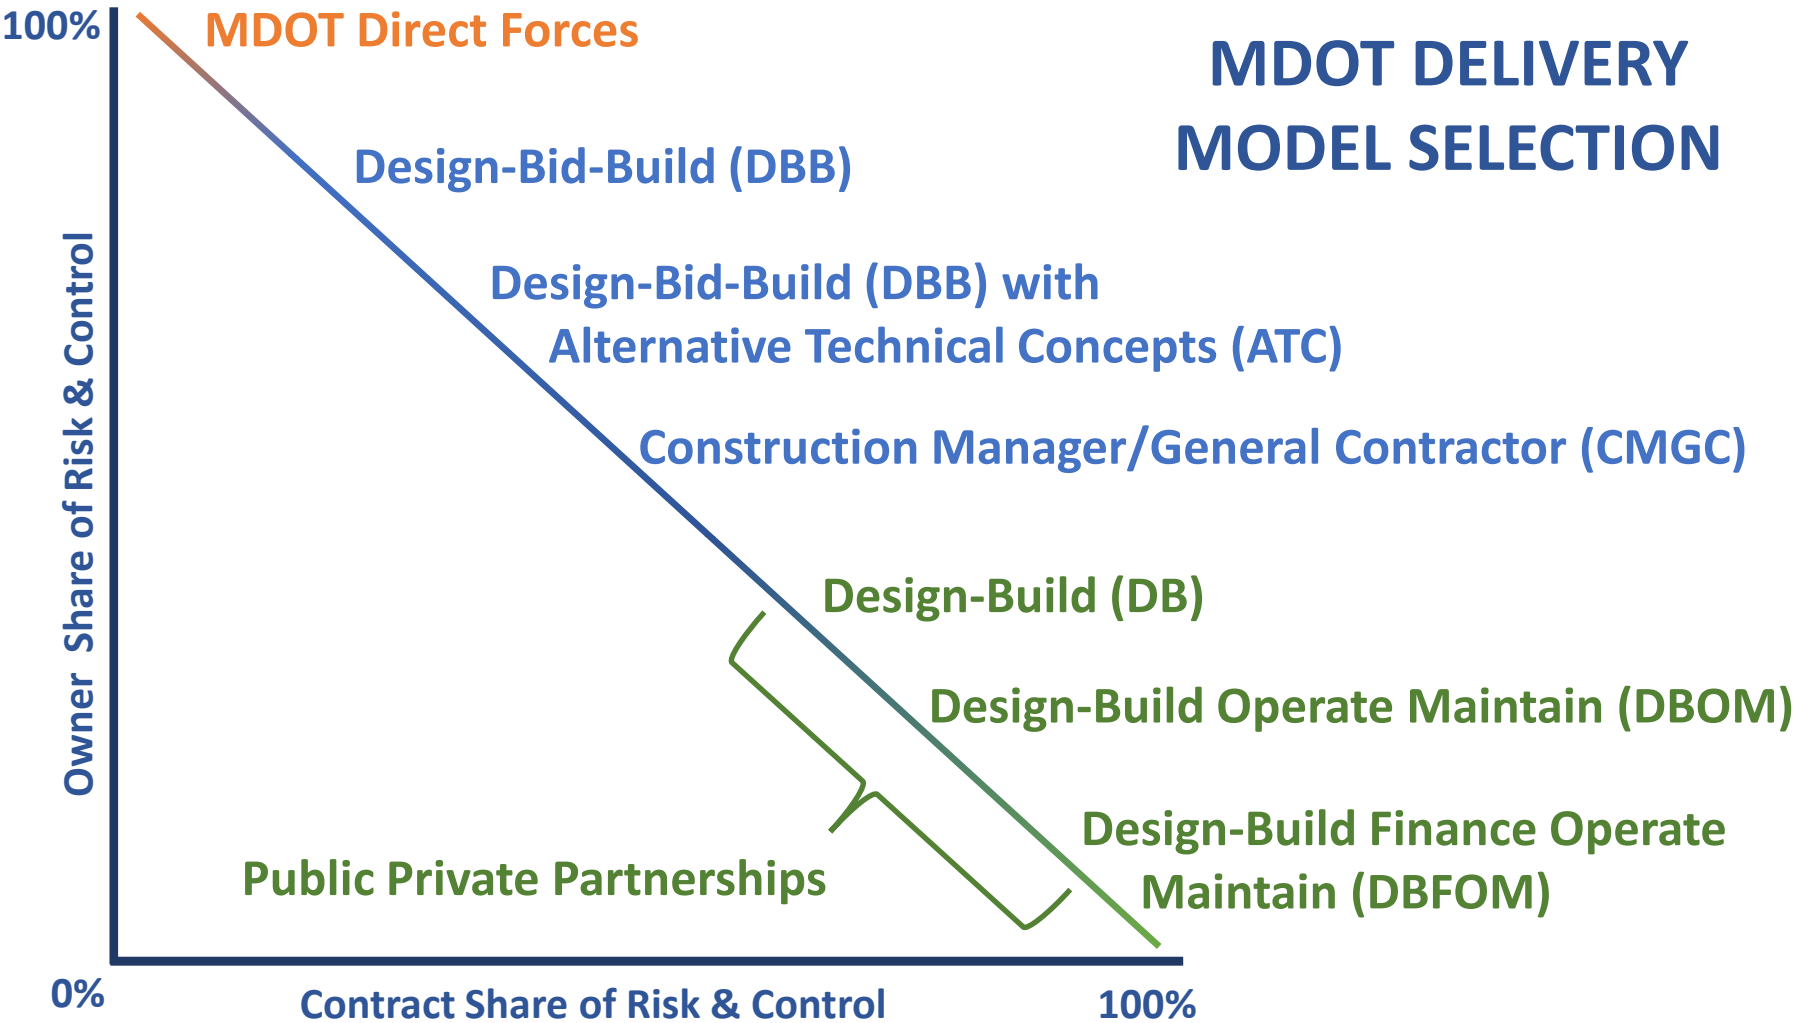 100%
MDOT Direct Forces
MDOT DELIVERY
MODEL SELECTION
Design-Bid-Build (DBB)
Design-Bid-Build (DBB) with
Alternative Technical Concepts (ATC)
Construction Manager/General Contractor (CMGC)
Owner  Share of Risk & Control
Design-Build (DB)
Design-Build Operate Maintain (DBOM)
Design-Build Finance Operate
Maintain (DBFOM)
Public Private Partnerships
0%
Contract Share of Risk & Control
100%